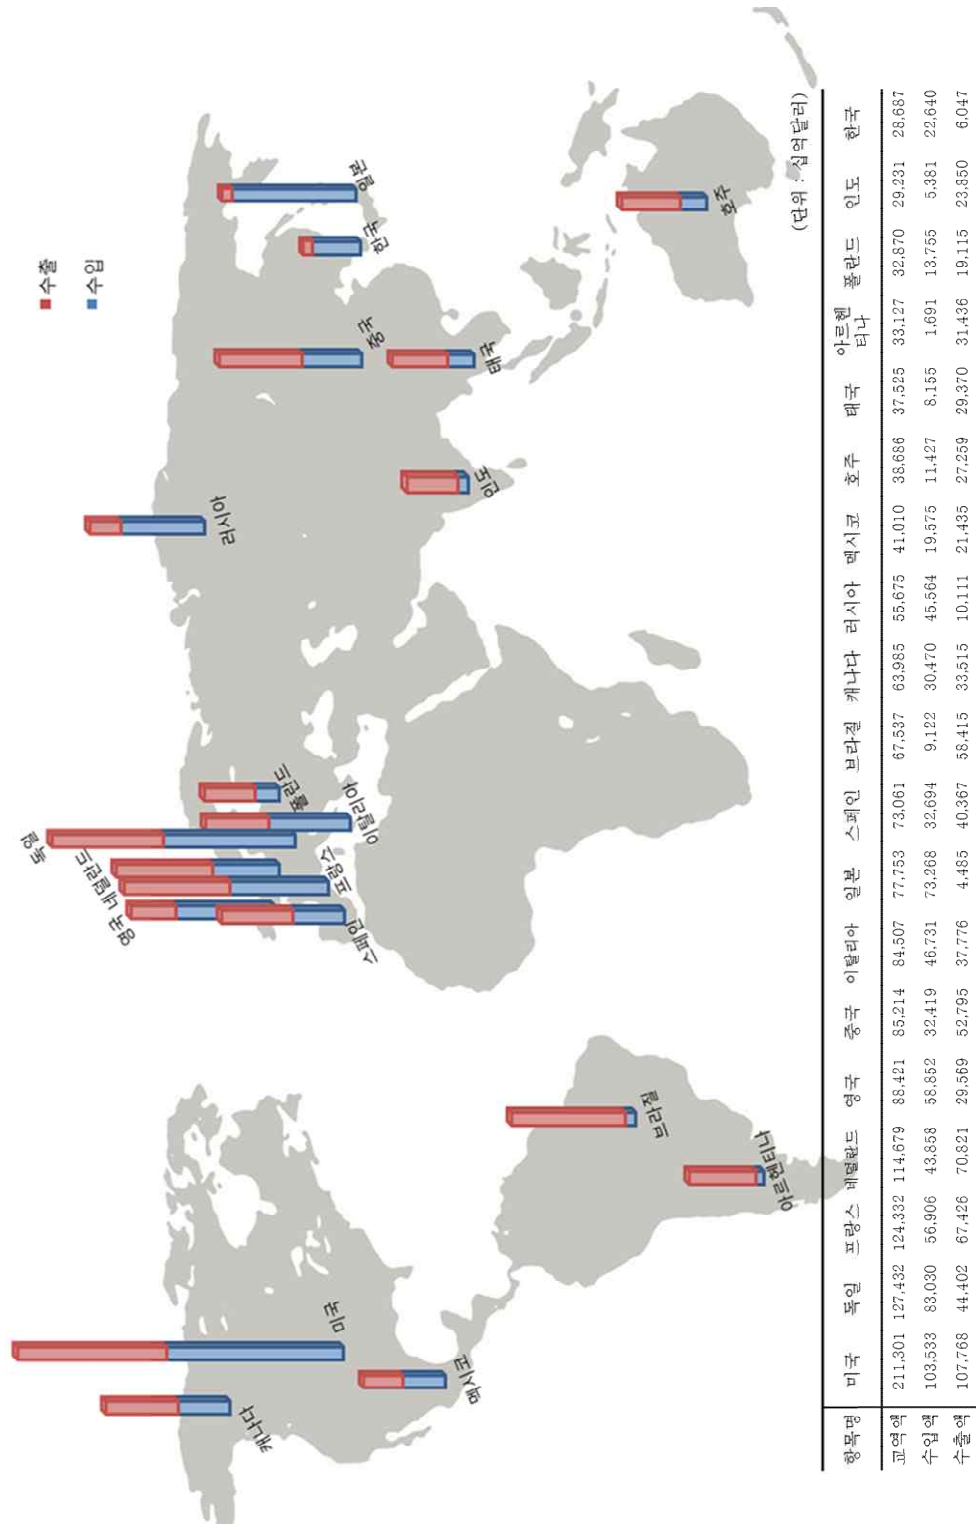 수출
수입
일본
한국
중국
태국
호주
인도
러시아
폴란드
이탈리아
독일
네덜란드
프랑스
영국
스페인
브라질
아르헨티나
미국
멕시코
캐나다
(단위 : 십억달러)
항목명 미국 독일 프랑스 네덜란드 영국 중국 이탈리아 일본 스페인 브라질 캐나다 러시아 멕시코 호주 태국 아르헨티나 폴란드 인도 한국
교역액 211,301 127,432 124,332 114,679 88,421 85,214 84,507 77,753 73,061 67,537 63,985 55,675 41,010 38,686 37,525 33,127 32,870 29,231 28,687
수입액 103,533 83,030 56,906 43,858 58,852 32,419 46,731 73,268 32,694 9,122 30,470 45,564 19,575 11,427 8,155 1,691 13,755 5,381 22,640
수출액 107,768 44,402 67,426 70,821 29,569 52,795 37,776 4,485 40,367 58,415 33,515 10,111 21,435 27,259 29,370 31,436 19,115 23,850 6,047